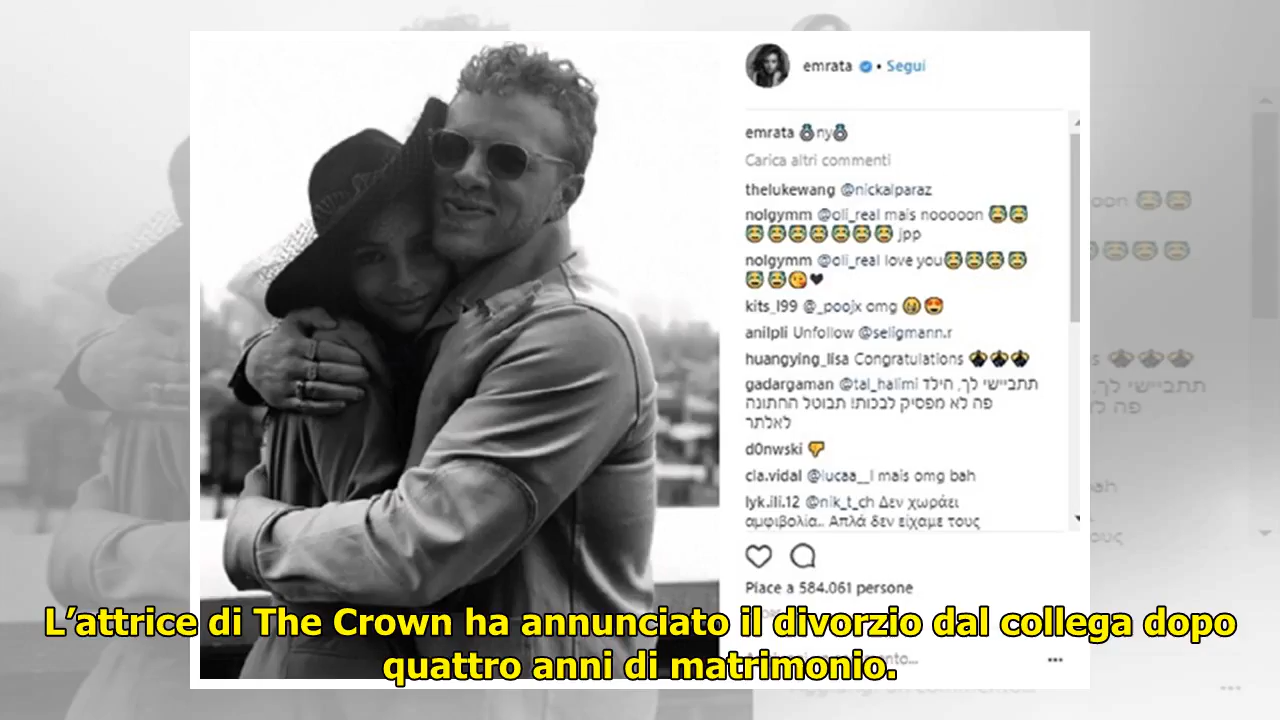 emrata • Segui
emrata 💍ny💍
Carica altri commenti
thelukewang @nickalparaz
nolgymm @oli_real mais nooooon
jpp
nolgymm @oli_real love you
kits_l99 @_poojx omg
anilpli Unfollow @seligmann.r
huangying_lisa Congratulations
gadargaman @tal_halimi תתביישי לך, הילד
פה לא מפסיק לבכות! תבוטל החתונה
לאלתר
d0nwski
cla.vidal @lucaa__l mais omg bah
lyk.ili.12 @nik_t_ch Δεν χωράει
αμφιβολία.. Απλά δεν είχαμε τους
Piace a 584.061 persone
L’attrice di The Crown ha annunciato il divorzio dal collega dopo
quattro anni di matrimonio.